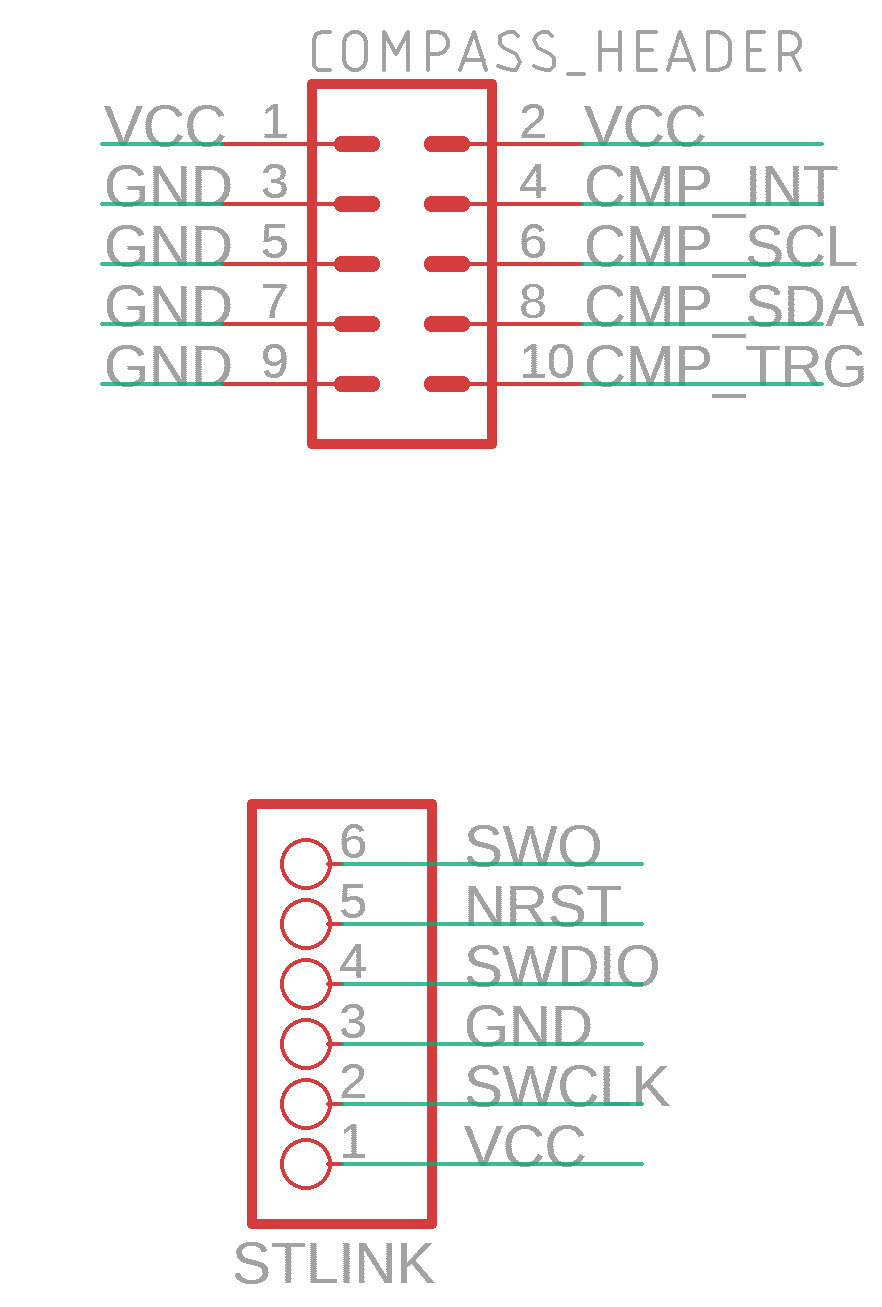 COMPASS_HEADER
VCC 1 2 VCC
GND 3 4 CMP_INT
GND 5 6 CMP_SCL
GND 7 8 CMP_SDA
GND 9 10 CMP_TRG
6 SWO
5 NRST
4 SWDIO
3 GND
2 SWCLK
1 VCC
STLINK